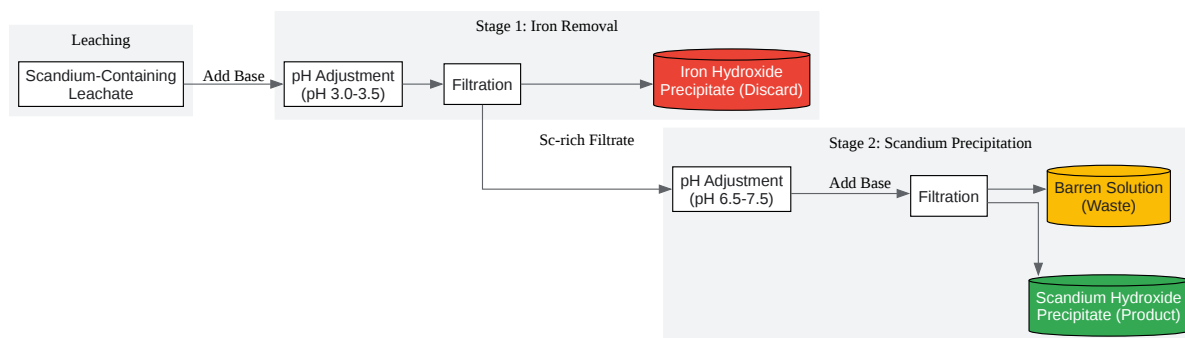 Leaching
Scandium-Containing
Leachate
Add Base
Stage 1: Iron Removal
pH Adjustment
(pH 3.0-3.5)
Filtration
Iron Hydroxide
Precipitate (Discard)
Sc-rich Filtrate
Stage 2: Scandium Precipitation
pH Adjustment
(pH 6.5-7.5)
Add Base
Filtration
Barren Solution
(Waste)
Scandium Hydroxide
Precipitate (Product)